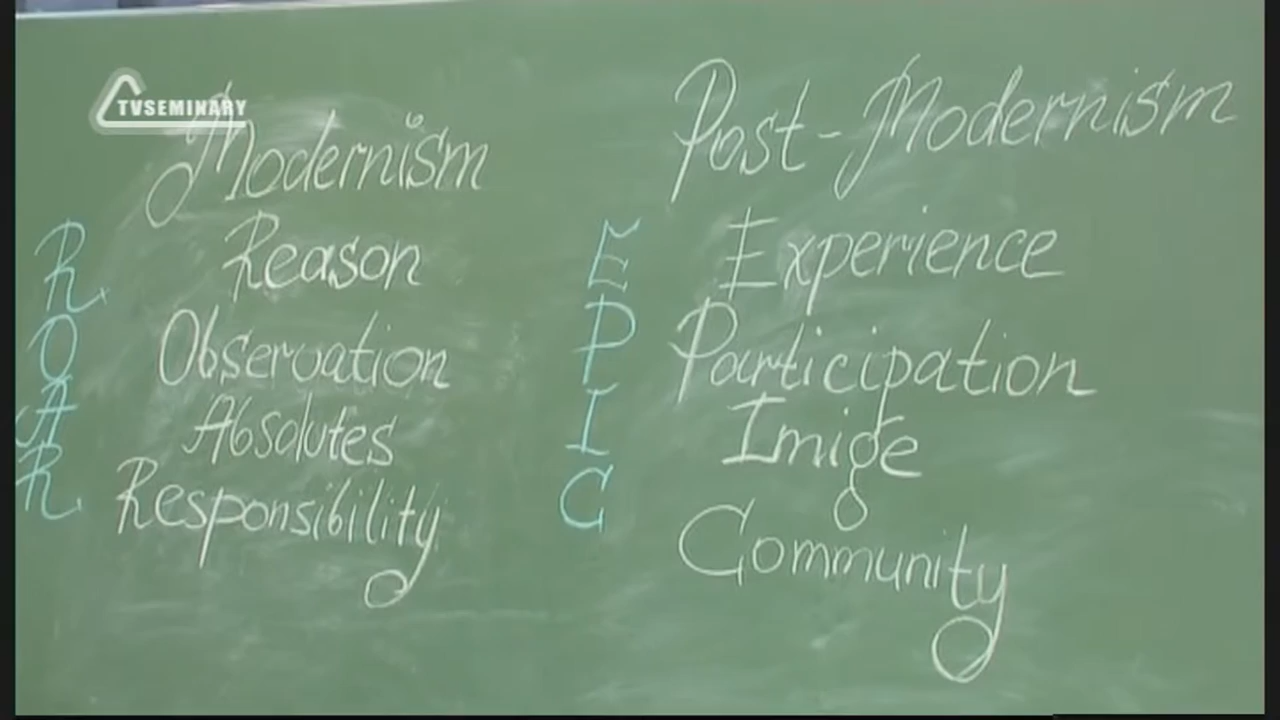 TVSEMINARY
Modernism
R Reason
O Observation
A Absolutes
R Responsibility
Post-Modernism
E Experience
P Participation
I Imige
C Community